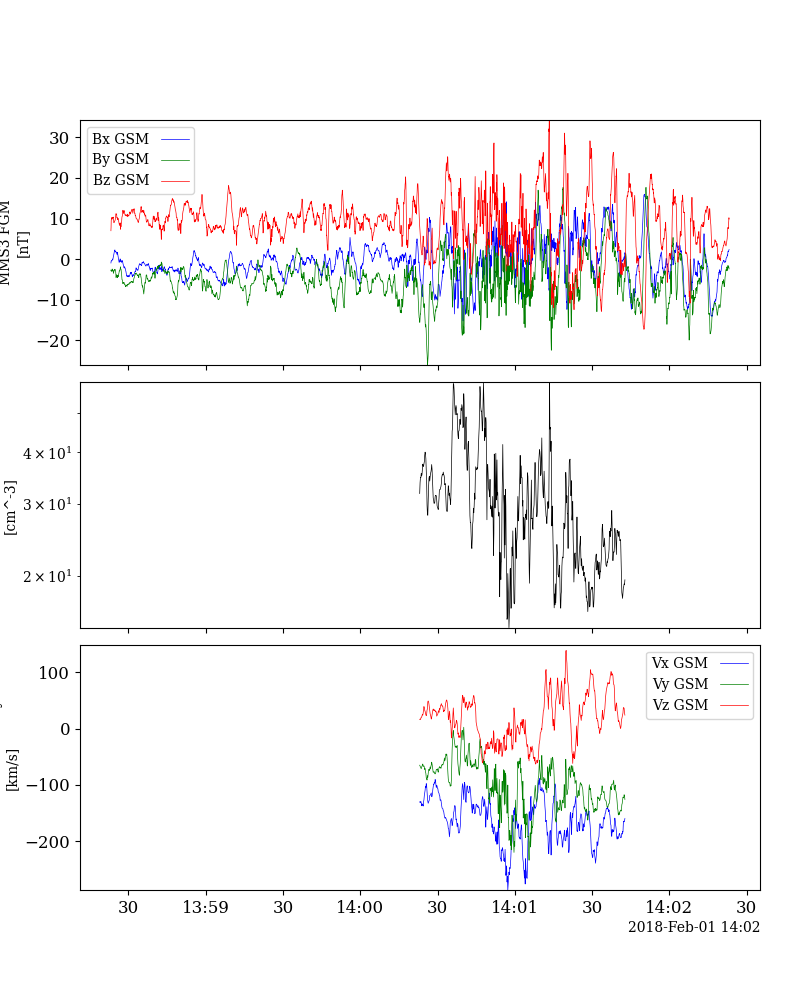 MMS3 FGM
[nT]
30
20
10
0
−10
−20
Bx GSM
By GSM
Bz GSM
[cm^-3]
4 × 10¹
3 × 10¹
2 × 10¹
[km/s]
100
0
−100
−200
Vx GSM
Vy GSM
Vz GSM
30 13:59 30 14:00 30 14:01 30 14:02 30
2018-Feb-01 14:02